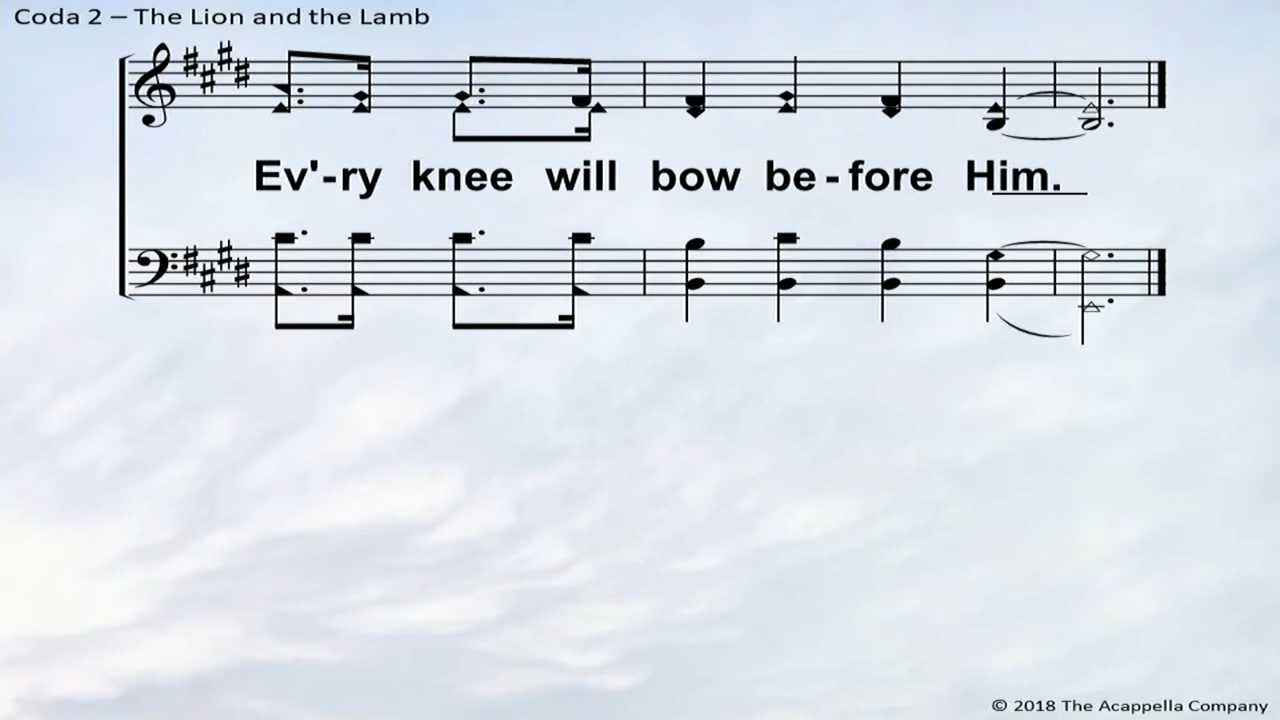 Coda 2 – The Lion and the Lamb
Ev'-ry knee will bow be-fore Him.
© 2018 The Acappella Company